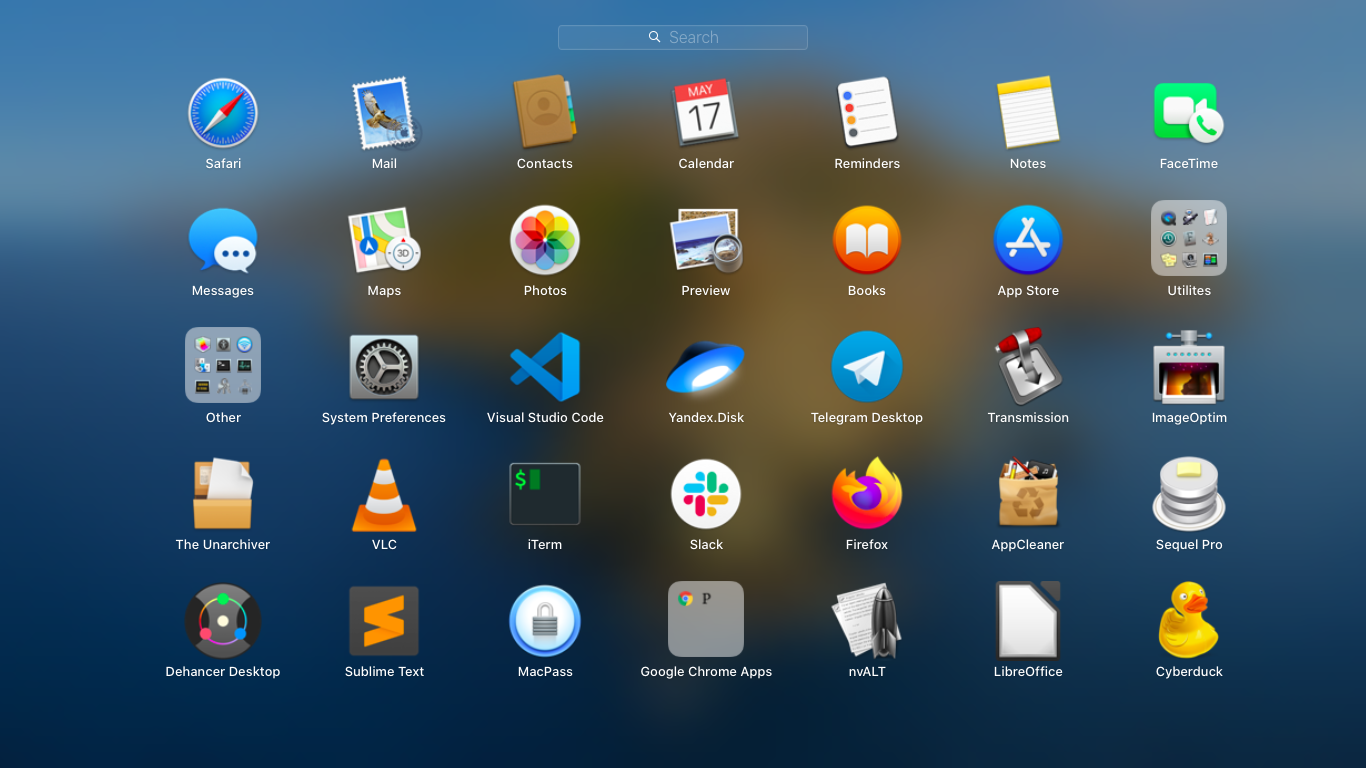 Search
Safari
Mail
Contacts
MAY
17
Calendar
Reminders
Notes
FaceTime
Messages
3D
Maps
Photos
Preview
Books
App Store
Utilites
Other
System Preferences
Visual Studio Code
Yandex.Disk
Telegram Desktop
Transmission
ImageOptim
The Unarchiver
VLC
$
iTerm
Slack
Firefox
AppCleaner
Sequel Pro
Dehancer Desktop
Sublime Text
MacPass
P
Google Chrome Apps
nvALT
LibreOffice
Cyberduck